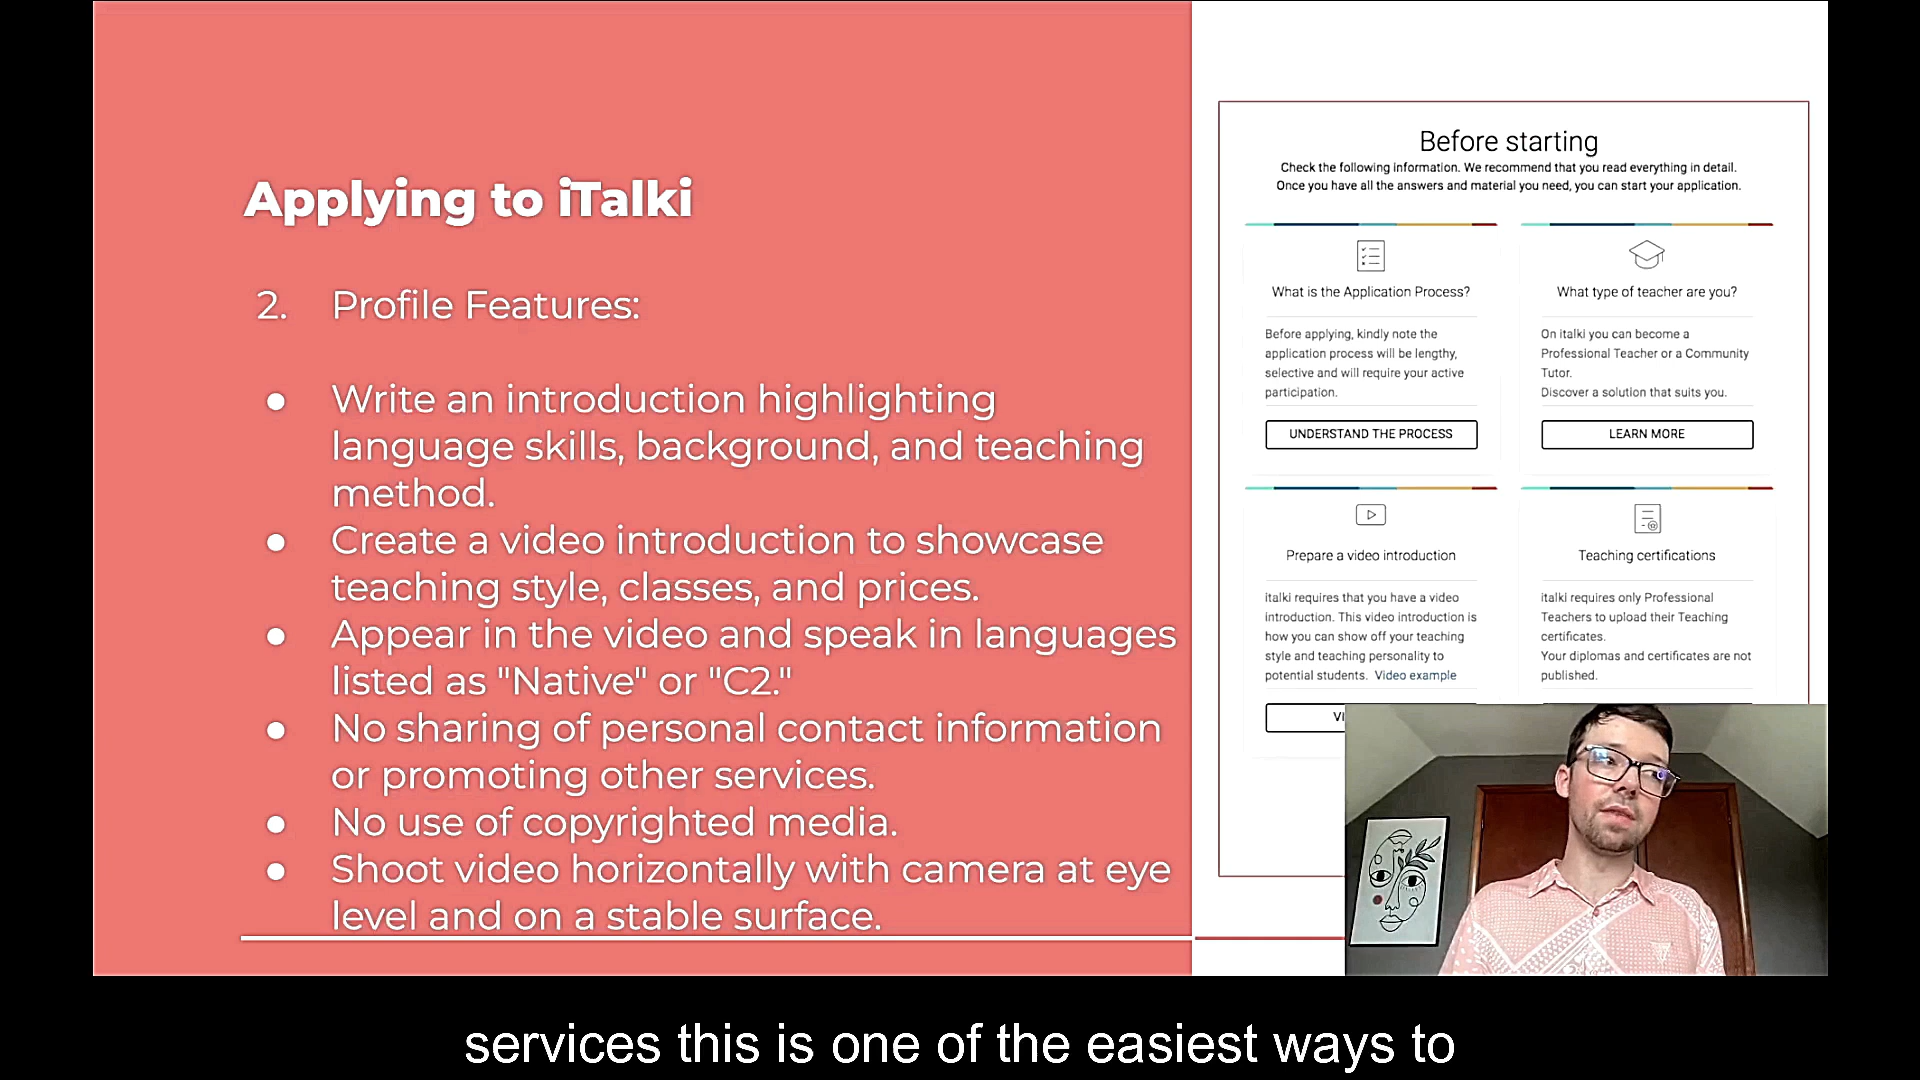 Applying to iTalki
2. Profile Features:
● Write an introduction highlighting
language skills, background, and teaching
method.
● Create a video introduction to showcase
teaching style, classes, and prices.
● Appear in the video and speak in languages
listed as "Native" or "C2."
● No sharing of personal contact information
or promoting other services.
● No use of copyrighted media.
● Shoot video horizontally with camera at eye
level and on a stable surface.
Before starting
Check the following information. We recommend that you read everything in detail.
Once you have all the answers and material you need, you can start your application.
What is the Application Process?
Before applying, kindly note the
application process will be lengthy,
selective and will require your active
participation.
UNDERSTAND THE PROCESS
What type of teacher are you?
On italki you can become a
Professional Teacher or a Community
Tutor.
Discover a solution that suits you.
LEARN MORE
Prepare a video introduction
italki requires that you have a video
introduction. This video introduction is
how you can show off your teaching
style and teaching personality to
potential students. Video example
Teaching certifications
italki requires only Professional
Teachers to upload their Teaching
certificates.
Your diplomas and certificates are not
published.
services this is one of the easiest ways to